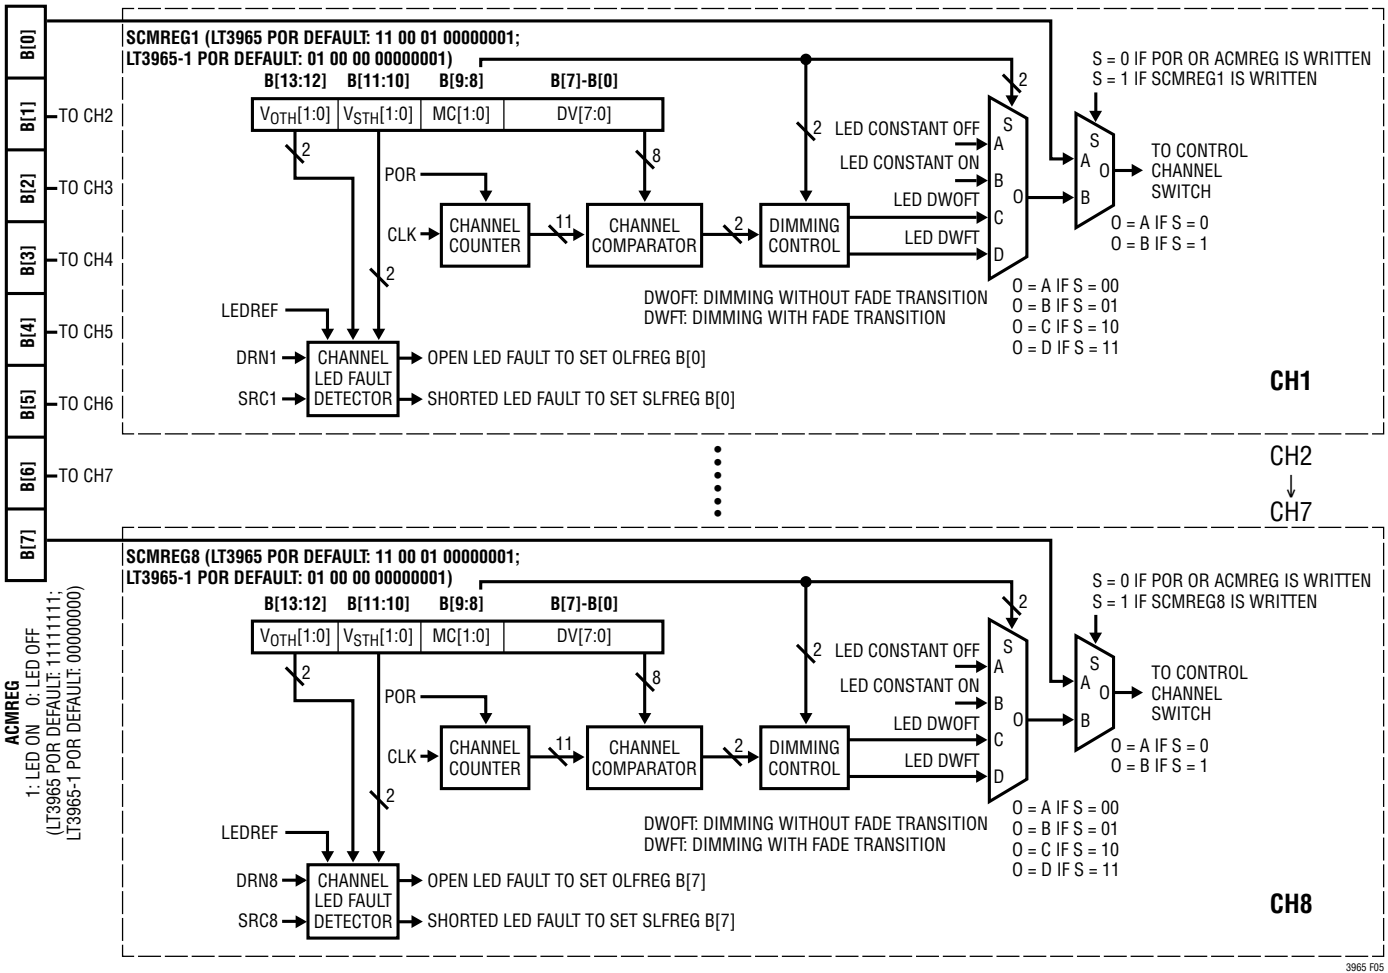 B[0]
B[1]
B[2]
B[3]
B[4]
B[5]
B[6]
B[7]
TO CH2
TO CH3
TO CH4
TO CH5
TO CH6
TO CH7
ACMREG
1: LED ON 0: LED OFF
(LT3965 POR DEFAULT: 11111111;
LT3965-1 POR DEFAULT: 00000000)
SCMREG1 (LT3965 POR DEFAULT: 11 00 01 00000001;
LT3965-1 POR DEFAULT: 01 00 00 00000001)
B[13:12] B[11:10] B[9:8] B[7]-B[0]
VOTH[1:0] VSTH[1:0] MC[1:0] DV[7:0]
2
2
8
2
2
POR
CLK
CHANNEL
COUNTER
11
CHANNEL
COMPARATOR
2
DIMMING
CONTROL
LED CONSTANT OFF
LED CONSTANT ON
LED DWOFT
LED DWFT
S
A
B
C
D
O
S = 0 IF POR OR ACMREG IS WRITTEN
S = 1 IF SCMREG1 IS WRITTEN
S
A
B
O
TO CONTROL
CHANNEL
SWITCH
O = A IF S = 0
O = B IF S = 1
DWOFT: DIMMING WITHOUT FADE TRANSITION
DWFT: DIMMING WITH FADE TRANSITION
O = A IF S = 00
O = B IF S = 01
O = C IF S = 10
O = D IF S = 11
LEDREF
DRN1
SRC1
CHANNEL
LED FAULT
DETECTOR
OPEN LED FAULT TO SET OLFREG B[0]
SHORTED LED FAULT TO SET SLFREG B[0]
CH1
CH2
CH7
SCMREG8 (LT3965 POR DEFAULT: 11 00 01 00000001;
LT3965-1 POR DEFAULT: 01 00 00 00000001)
B[13:12] B[11:10] B[9:8] B[7]-B[0]
VOTH[1:0] VSTH[1:0] MC[1:0] DV[7:0]
2
2
8
2
2
POR
CLK
CHANNEL
COUNTER
11
CHANNEL
COMPARATOR
2
DIMMING
CONTROL
LED CONSTANT OFF
LED CONSTANT ON
LED DWOFT
LED DWFT
S
A
B
C
D
O
S = 0 IF POR OR ACMREG IS WRITTEN
S = 1 IF SCMREG8 IS WRITTEN
S
A
B
O
TO CONTROL
CHANNEL
SWITCH
O = A IF S = 0
O = B IF S = 1
DWOFT: DIMMING WITHOUT FADE TRANSITION
DWFT: DIMMING WITH FADE TRANSITION
O = A IF S = 00
O = B IF S = 01
O = C IF S = 10
O = D IF S = 11
LEDREF
DRN8
SRC8
CHANNEL
LED FAULT
DETECTOR
OPEN LED FAULT TO SET OLFREG B[7]
SHORTED LED FAULT TO SET SLFREG B[7]
CH8
3965 F05